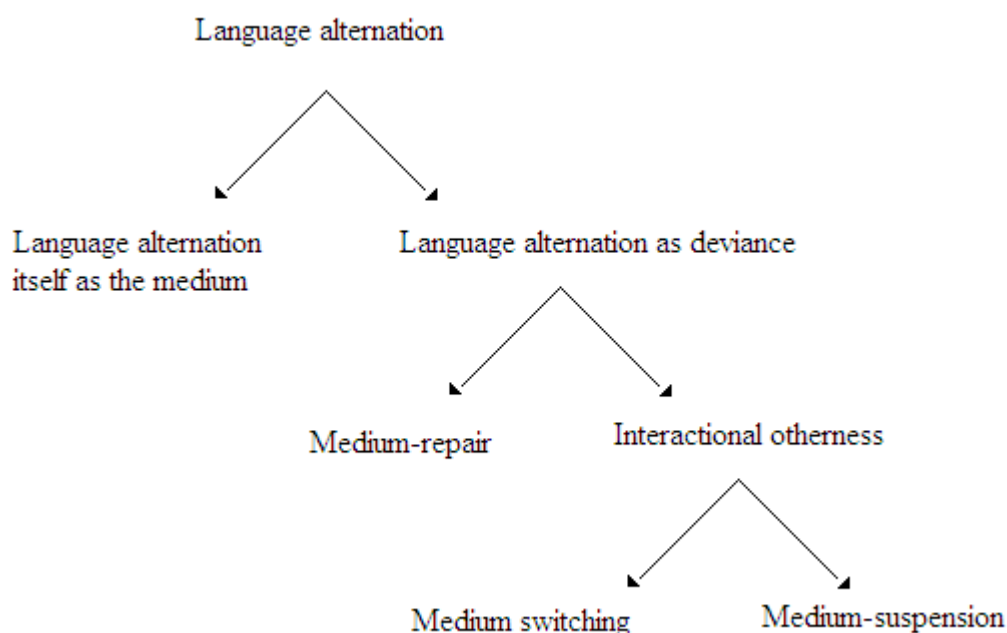 Language alternation
Language alternation
itself as the medium
Language alternation as deviance
Medium-repair
Interactional otherness
Medium switching
Medium-suspension